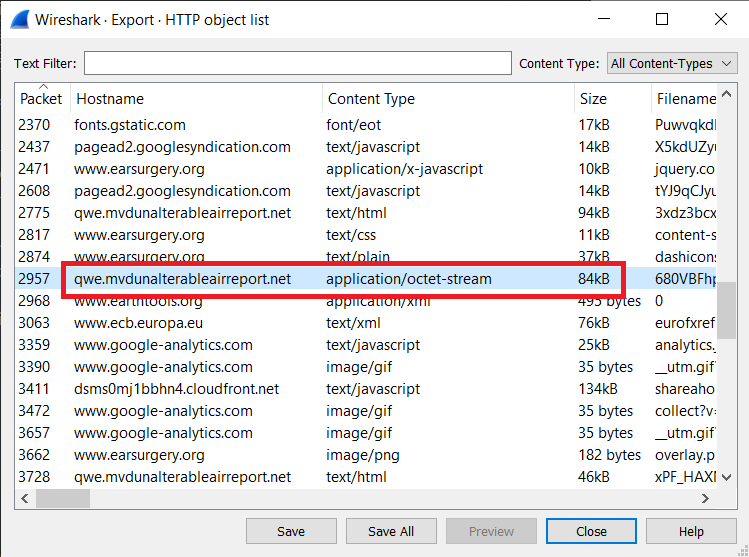 Wireshark · Export · HTTP object list
Text Filter: Content Type: All Content-Types
Packet Hostname Content Type Size Filename
2370 fonts.gstatic.com font/eot 17kB Puwvqkdl
2437 pagead2.googlesyndication.com text/javascript 14kB X5kdUZyu
2471 www.earsurgery.org application/x-javascript 10kB jquery.co
2608 pagead2.googlesyndication.com text/javascript 14kB tYJ9qCJyu
2775 qwe.mvdunalterableairreport.net text/html 94kB 3xdz3bcx
2817 www.earsurgery.org text/css 11kB content-s
2874 www.earsurgery.org text/plain 37kB dashicons
2957 qwe.mvdunalterableairreport.net application/octet-stream 84kB 680VBFhp
2968 www.earthtools.org application/xml 495 bytes 0
3063 www.ecb.europa.eu text/xml 76kB eurofxref
3359 www.google-analytics.com text/javascript 25kB analytics.j
3390 www.google-analytics.com image/gif 35 bytes __utm.gif?
3411 dsms0mj1bbhn4.cloudfront.net text/javascript 134kB shareaho
3472 www.google-analytics.com image/gif 35 bytes collect?v=
3657 www.google-analytics.com image/gif 35 bytes __utm.gif?
3662 www.earsurgery.org image/png 182 bytes overlay.p
3728 qwe.mvdunalterableairreport.net text/html 46kB xPF_HAXN
Save Save All Preview Close Help